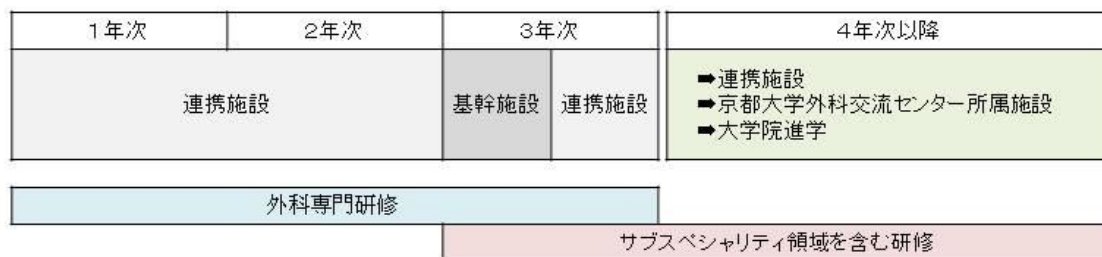 1年次
2年次
3年次
4年次以降
連携施設
基幹施設
連携施設
➡連携施設
➡京都大学外科交流センター所属施設
➡大学院進学
外科専門研修
サブスペシャリティ領域を含む研修